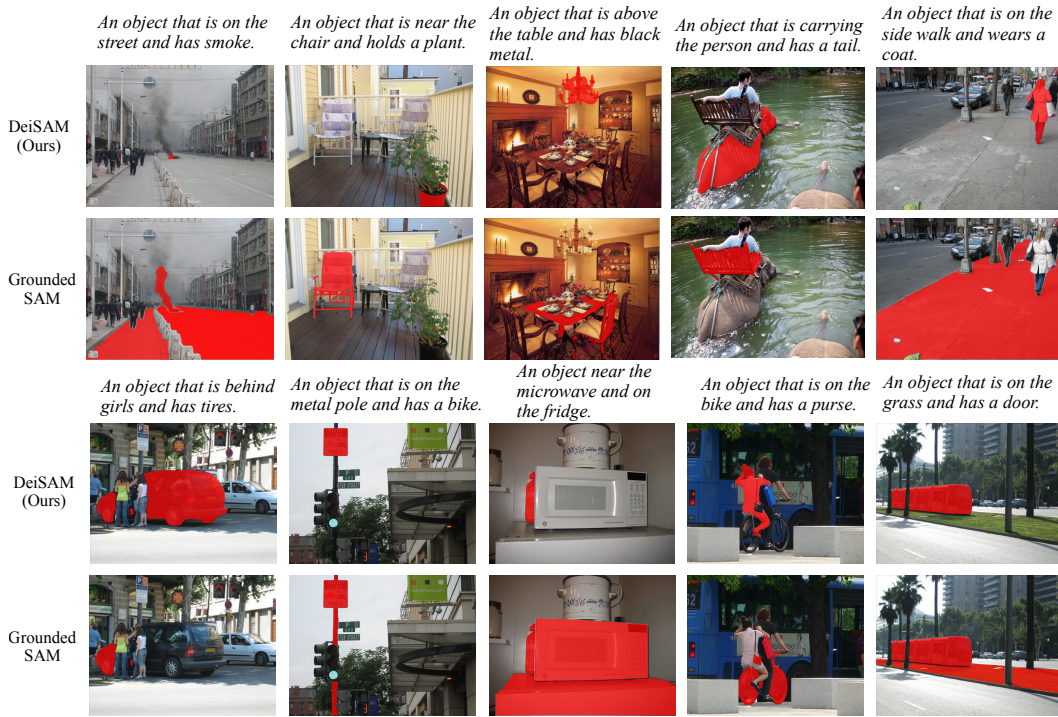 An object that is on the
street and has smoke.
An object that is near the
chair and holds a plant.
An object that is above
the table and has black
metal.
An object that is carrying
the person and has a tail.
An object that is on the
side walk and wears a
coat.
DeiSAM
(Ours)
Grounded
SAM
An object that is behind
girls and has tires.
An object that is on the
metal pole and has a bike.
An object near the
microwave and on
the fridge.
An object that is on the
bike and has a purse.
An object that is on the
grass and has a door.
DeiSAM
(Ours)
62
Grounded
SAM
62